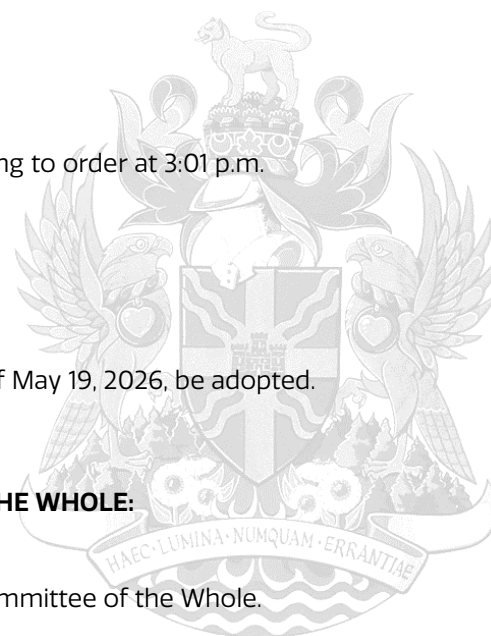 ng to order at 3:01 p.m.
f May 19, 2026, be adopted.
HE WHOLE:
HAEC·LUMINA·NUMQUAM·ERRANTIAE
mmittee of the Whole.